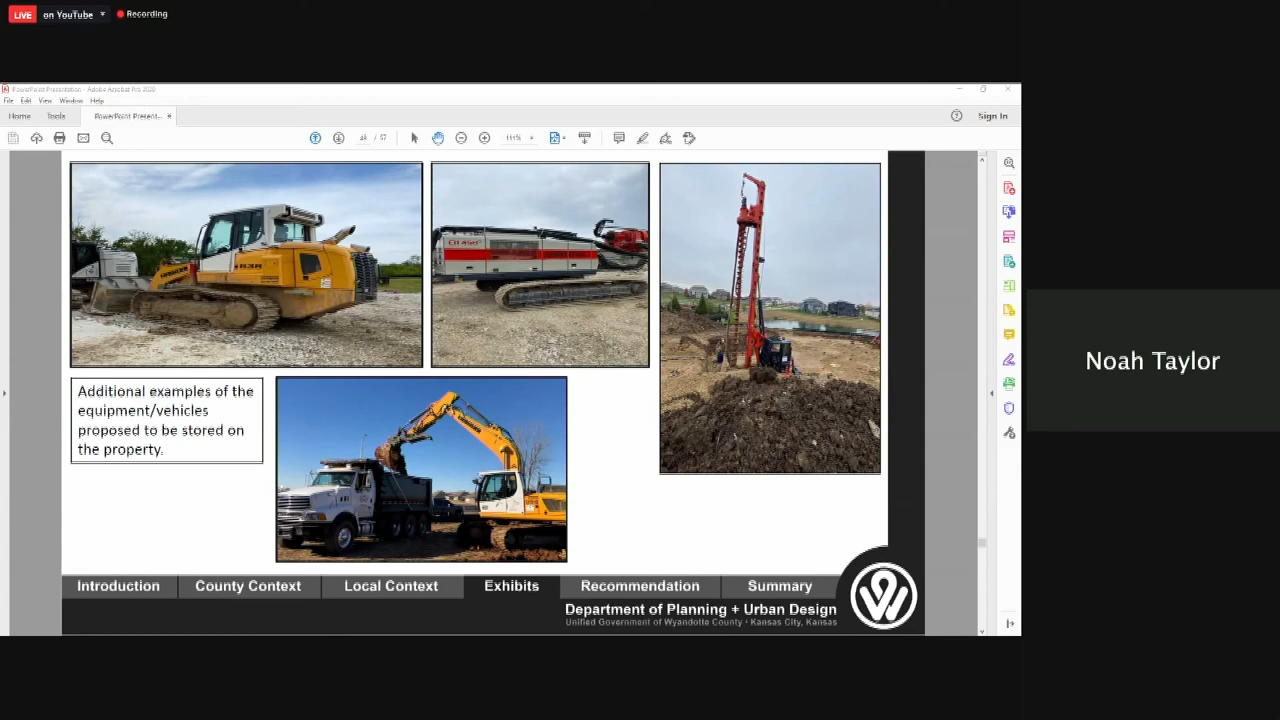 LIVE on YouTube Recording
PowerPoint Presentation - Adobe Acrobat Pro 2020
File Edit View Window Help
Home Tools PowerPoint Present... × Sign In
48 / 57 111%
Additional examples of the
equipment/vehicles
proposed to be stored on
the property.
Noah Taylor
Introduction County Context Local Context Exhibits Recommendation Summary
Department of Planning + Urban Design
Unified Government of Wyandotte County • Kansas City, Kansas